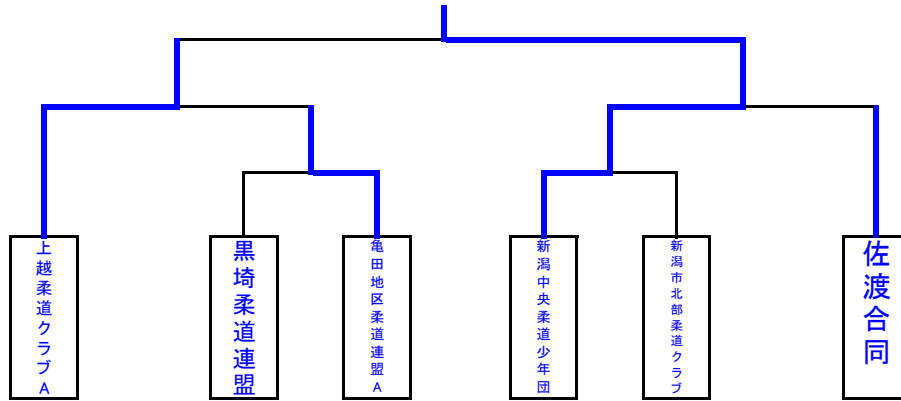 上越柔道クラブA
黒埼柔道連盟
亀田地区柔道連盟A
新潟中央柔道少年団
新潟市北部柔道クラブ
佐渡合同